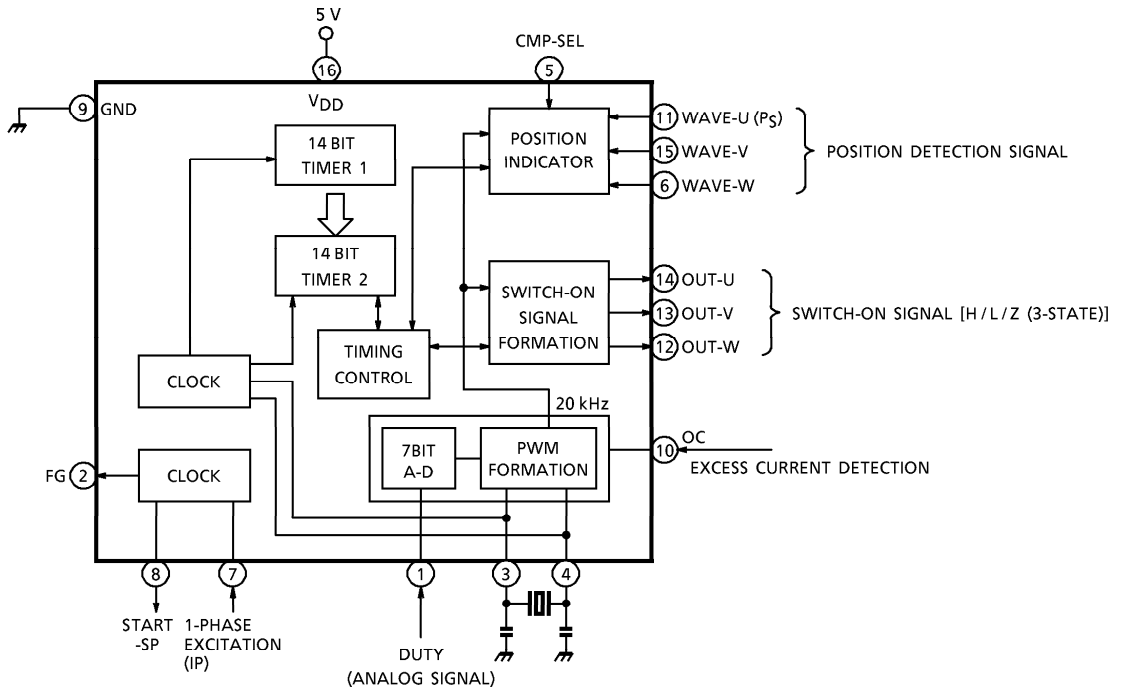 5 V
CMP-SEL
16
5
9 GND
VDD
14 BIT
TIMER 1
POSITION
INDICATOR
11 WAVE-U (PS)
15 WAVE-V
6 WAVE-W
POSITION DETECTION SIGNAL
14 BIT
TIMER 2
SWITCH-ON
SIGNAL
FORMATION
14 OUT-U
13 OUT-V
12 OUT-W
SWITCH-ON SIGNAL [H / L / Z (3-STATE)]
TIMING
CONTROL
CLOCK
20 kHz
7BIT
A-D
PWM
FORMATION
10 OC
EXCESS CURRENT DETECTION
FG 2
CLOCK
8
7
1
3
4
START
-SP
1-PHASE
EXCITATION
(IP)
DUTY
(ANALOG SIGNAL)